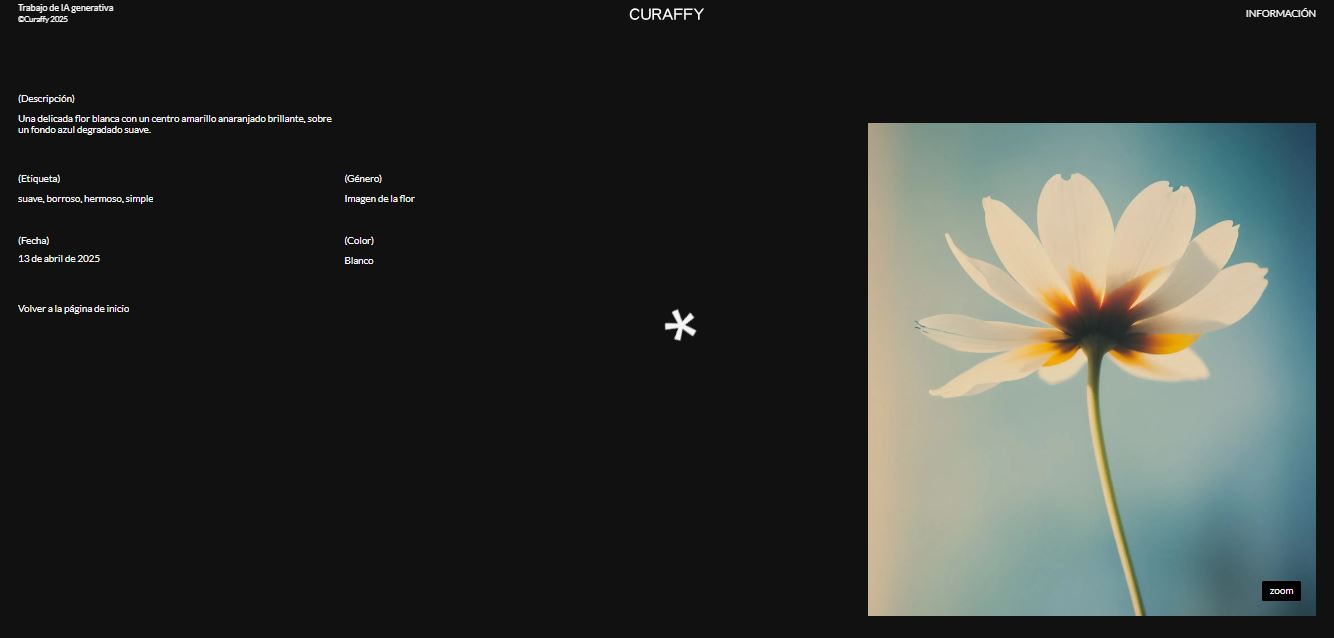 Trabajo de IA generativa
©Curaffy 2025
CURAFFY
INFORMACIÓN
(Descripción)
Una delicada flor blanca con un centro amarillo anaranjado brillante, sobre
un fondo azul degradado suave.
(Etiqueta)
suave, borroso, hermoso, simple
(Género)
Imagen de la flor
(Fecha)
13 de abril de 2025
(Color)
Blanco
Volver a la página de inicio
zoom